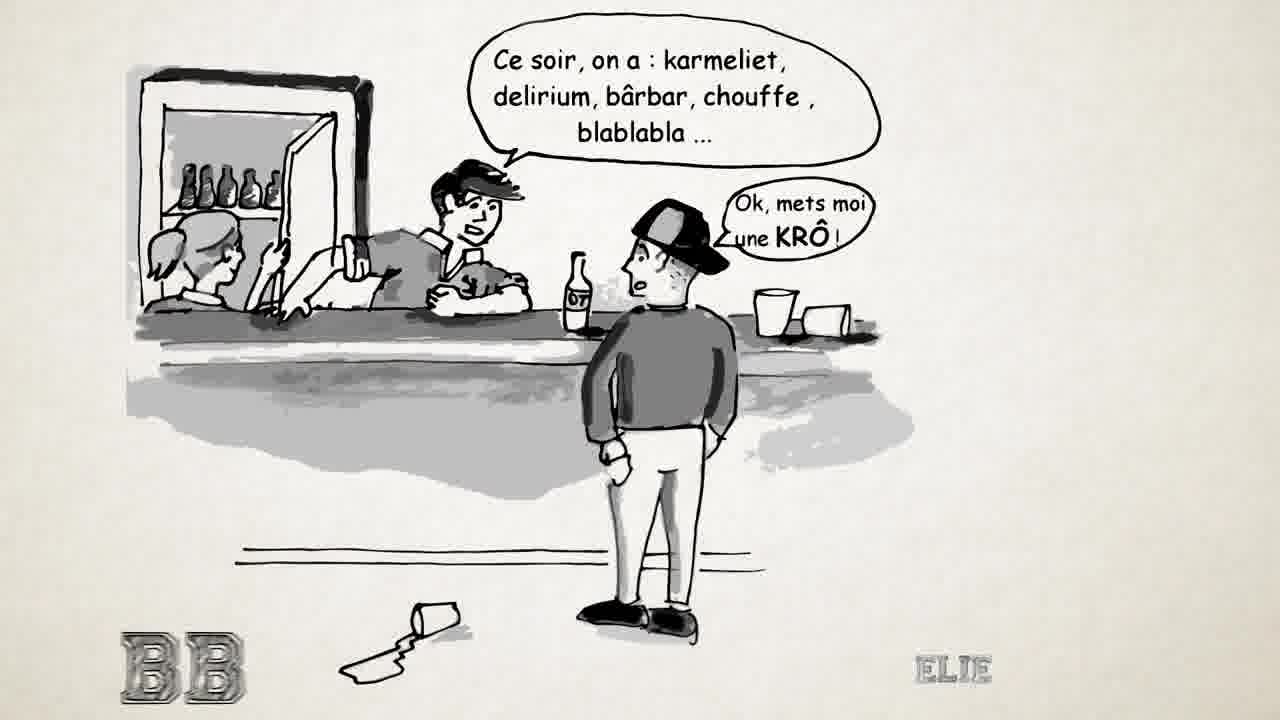 Ce soir, on a : karmeliet,
delirium, bârbar, chouffe ,
blablabla ...
Ok, mets moi
une KRÔ !
BB
ELIE